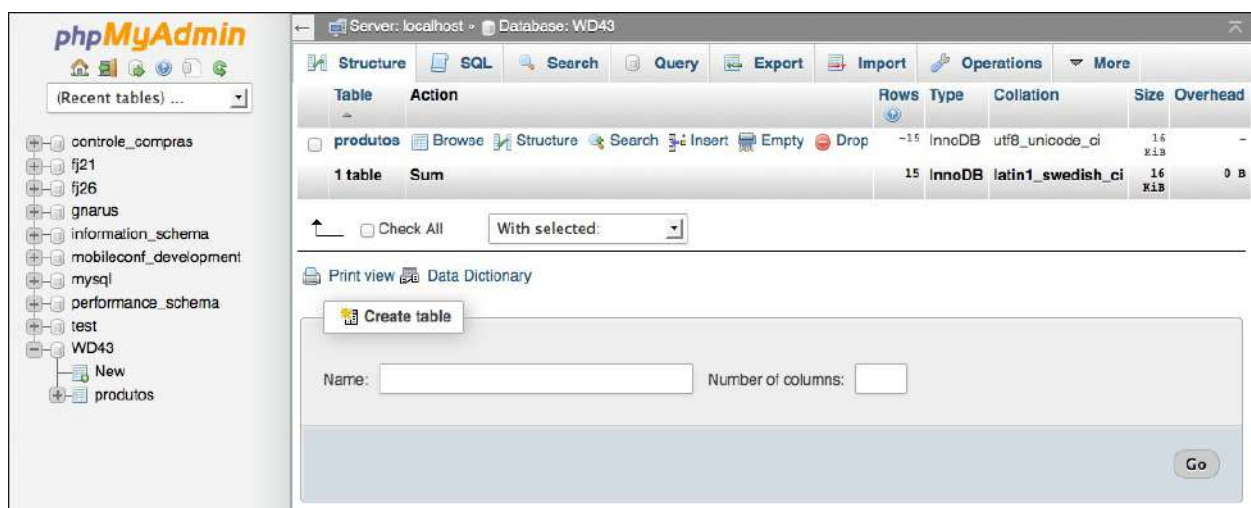 phpMyAdmin
(Recent tables) ...
controle_compras
fj21
fj26
gnarus
information_schema
mobileconf_development
mysql
performance_schema
test
WD43
New
produtos
Server: localhost » Database: WD43
Structure SQL Search Query Export Import Operations More
Table Action Rows Type Collation Size Overhead
produtos Browse Structure Search Insert Empty Drop ~15 InnoDB utf8_unicode_ci 16 KiB -
1 table Sum 15 InnoDB latin1_swedish_ci 16 KiB 0 B
Check All With selected:
Print view Data Dictionary
Create table
Name: Number of columns:
Go